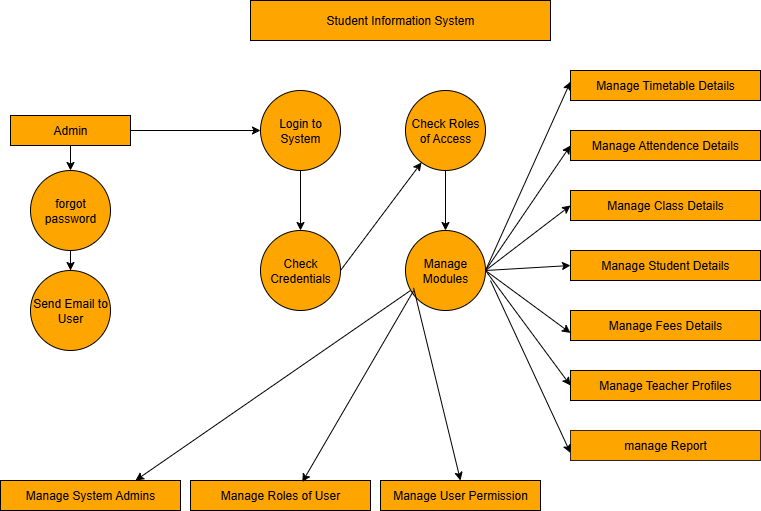 Student Information System
Manage Timetable Details
Login to
System
Check Roles
of Access
Admin
Manage Attendence Details
forgot
password
Manage Class Details
Check
Credentials
Manage
Modules
Manage Student Details
Send Email to
User
Manage Fees Details
Manage Teacher Profiles
manage Report
Manage System Admins
Manage Roles of User
Manage User Permission